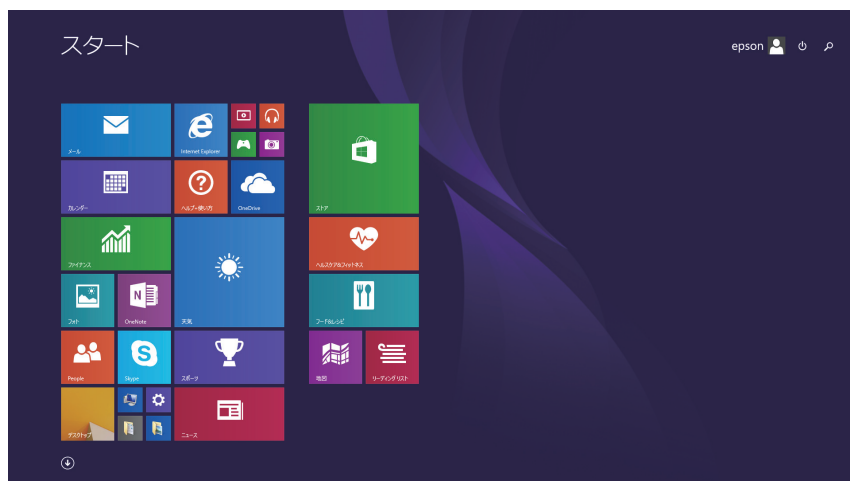 スタート
epson
メール
Internet Explorer
カレンダー
ヘルプ+使い方
OneDrive
ストア
ファイナンス
天気
ヘルスケア&フィットネス
フォト
OneNote
フード&レシピ
People
Skype
スポーツ
地図
リーディング リスト
デスクトップ
ニュース